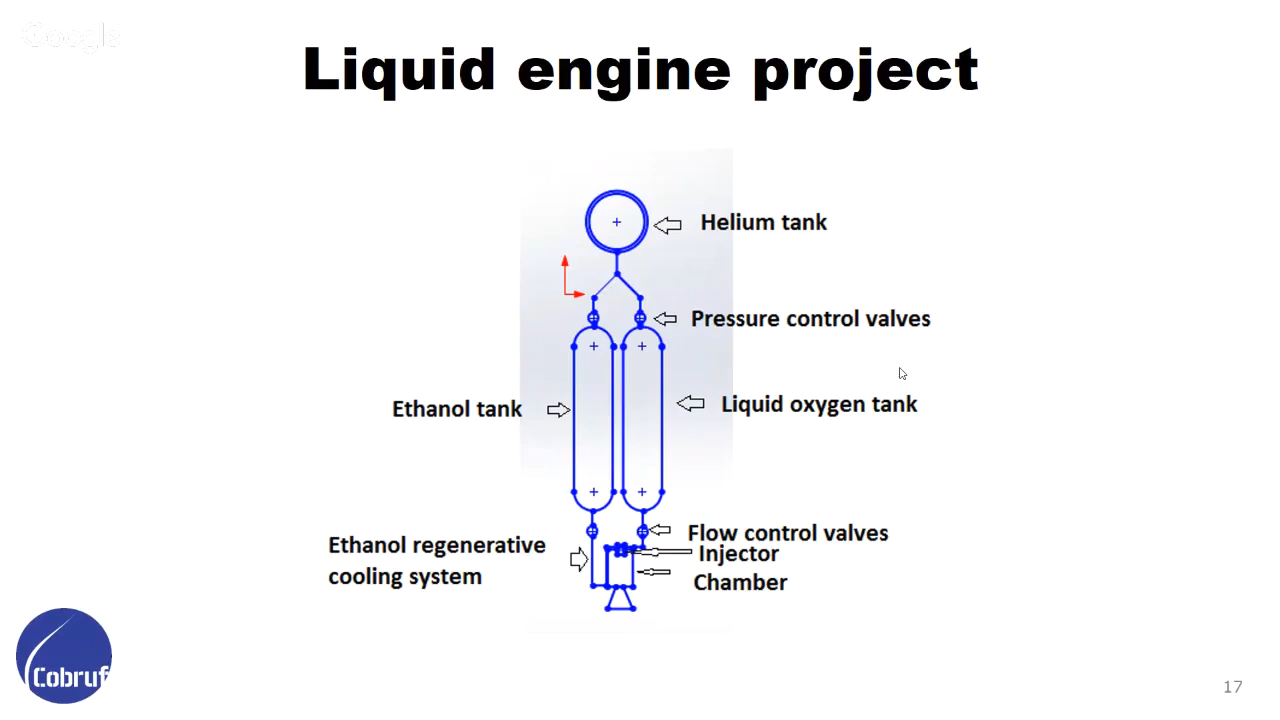 Google
Liquid engine project
Helium tank
Pressure control valves
Ethanol tank
Liquid oxygen tank
Flow control valves
Ethanol regenerative
cooling system
Injector
Chamber
Cobruf
17